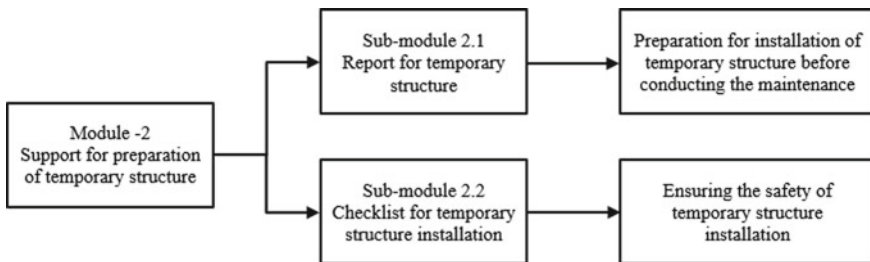 Module -2
Support for preparation
of temporary structure
Sub-module 2.1
Report for temporary
structure
Preparation for installation of
temporary structure before
conducting the maintenance
Sub-module 2.2
Checklist for temporary
structure installation
Ensuring the safety of
temporary structure
installation